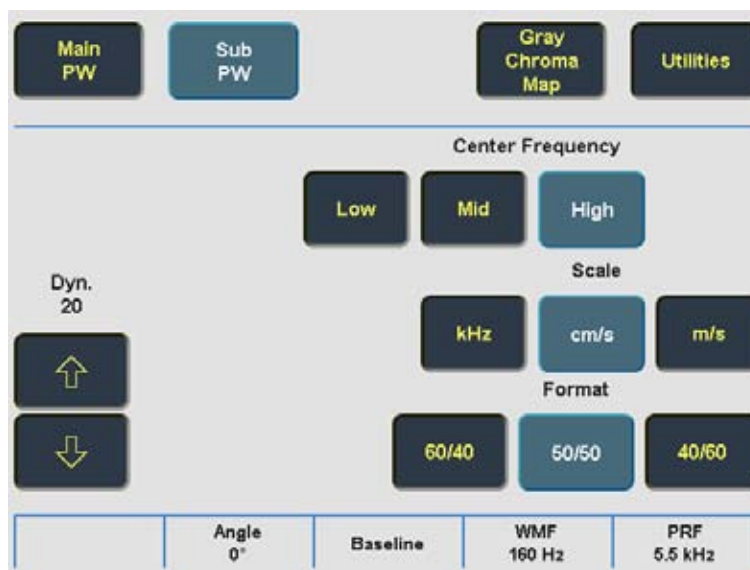 Main
PW
Sub
PW
Gray
Chroma
Map
Utilities
Center Frequency
Low
Mid
High
Dyn.
20
Scale
kHz
cm/s
m/s
Format
60/40
50/50
40/60
Angle
0°
Baseline
WMF
160 Hz
PRF
5.5 kHz